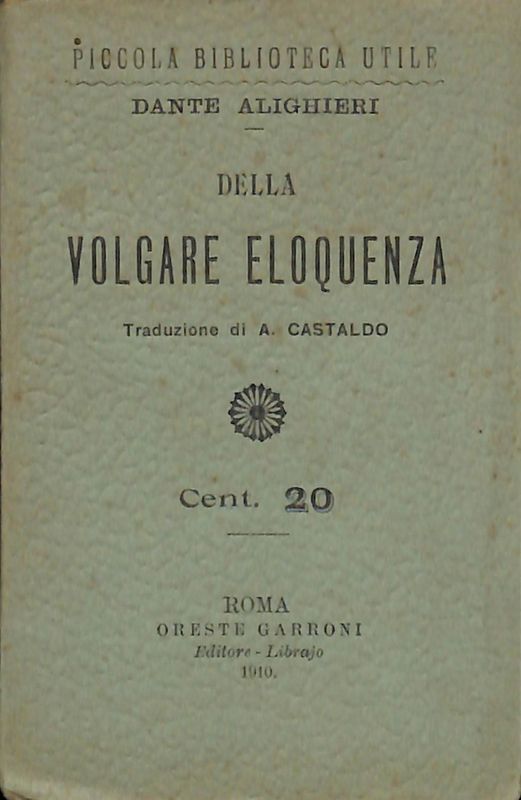 PICCOLA BIBLIOTECA UTILE
DANTE ALIGHIERI
DELLA
VOLGARE ELOQUENZA
Traduzione di A. CASTALDO
Cent. 20
ROMA
ORESTE GARRONI
Editore - Librajo
1910.